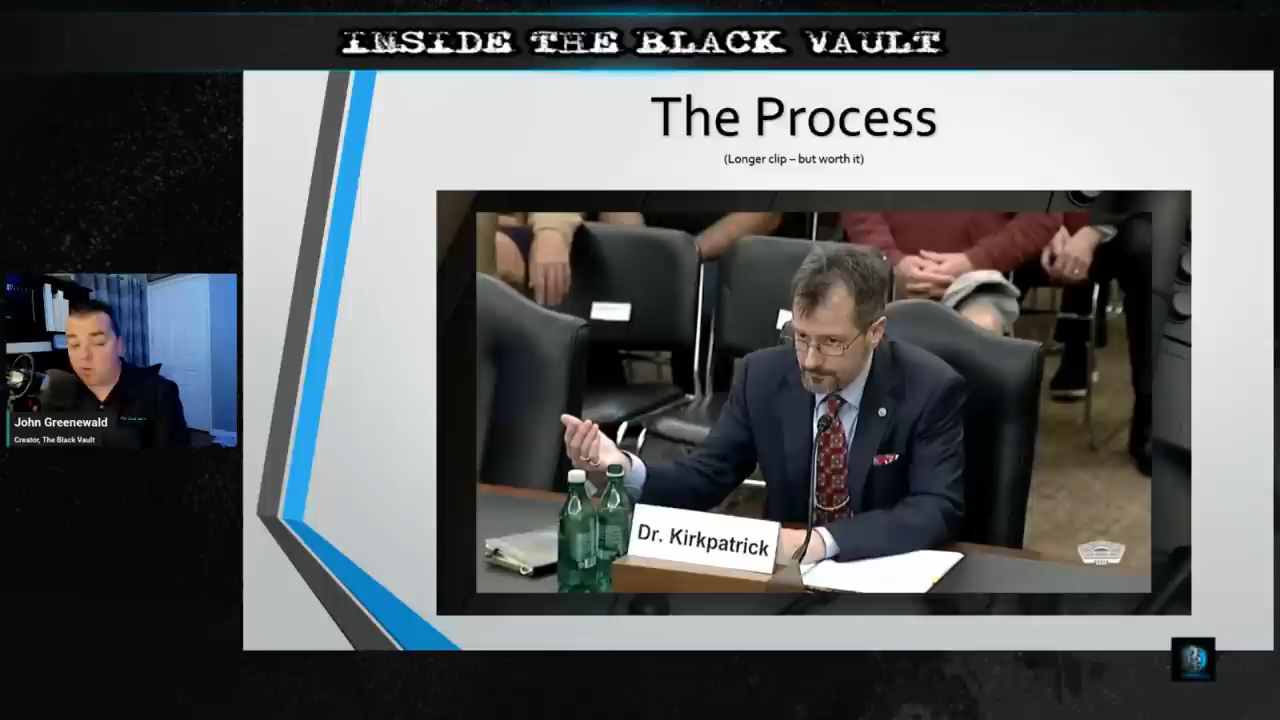 INSIDE THE BLACK VAULT
The Process
(Longer clip – but worth it)
Dr. Kirkpatrick
John Greenewald
Creator, The Black Vault